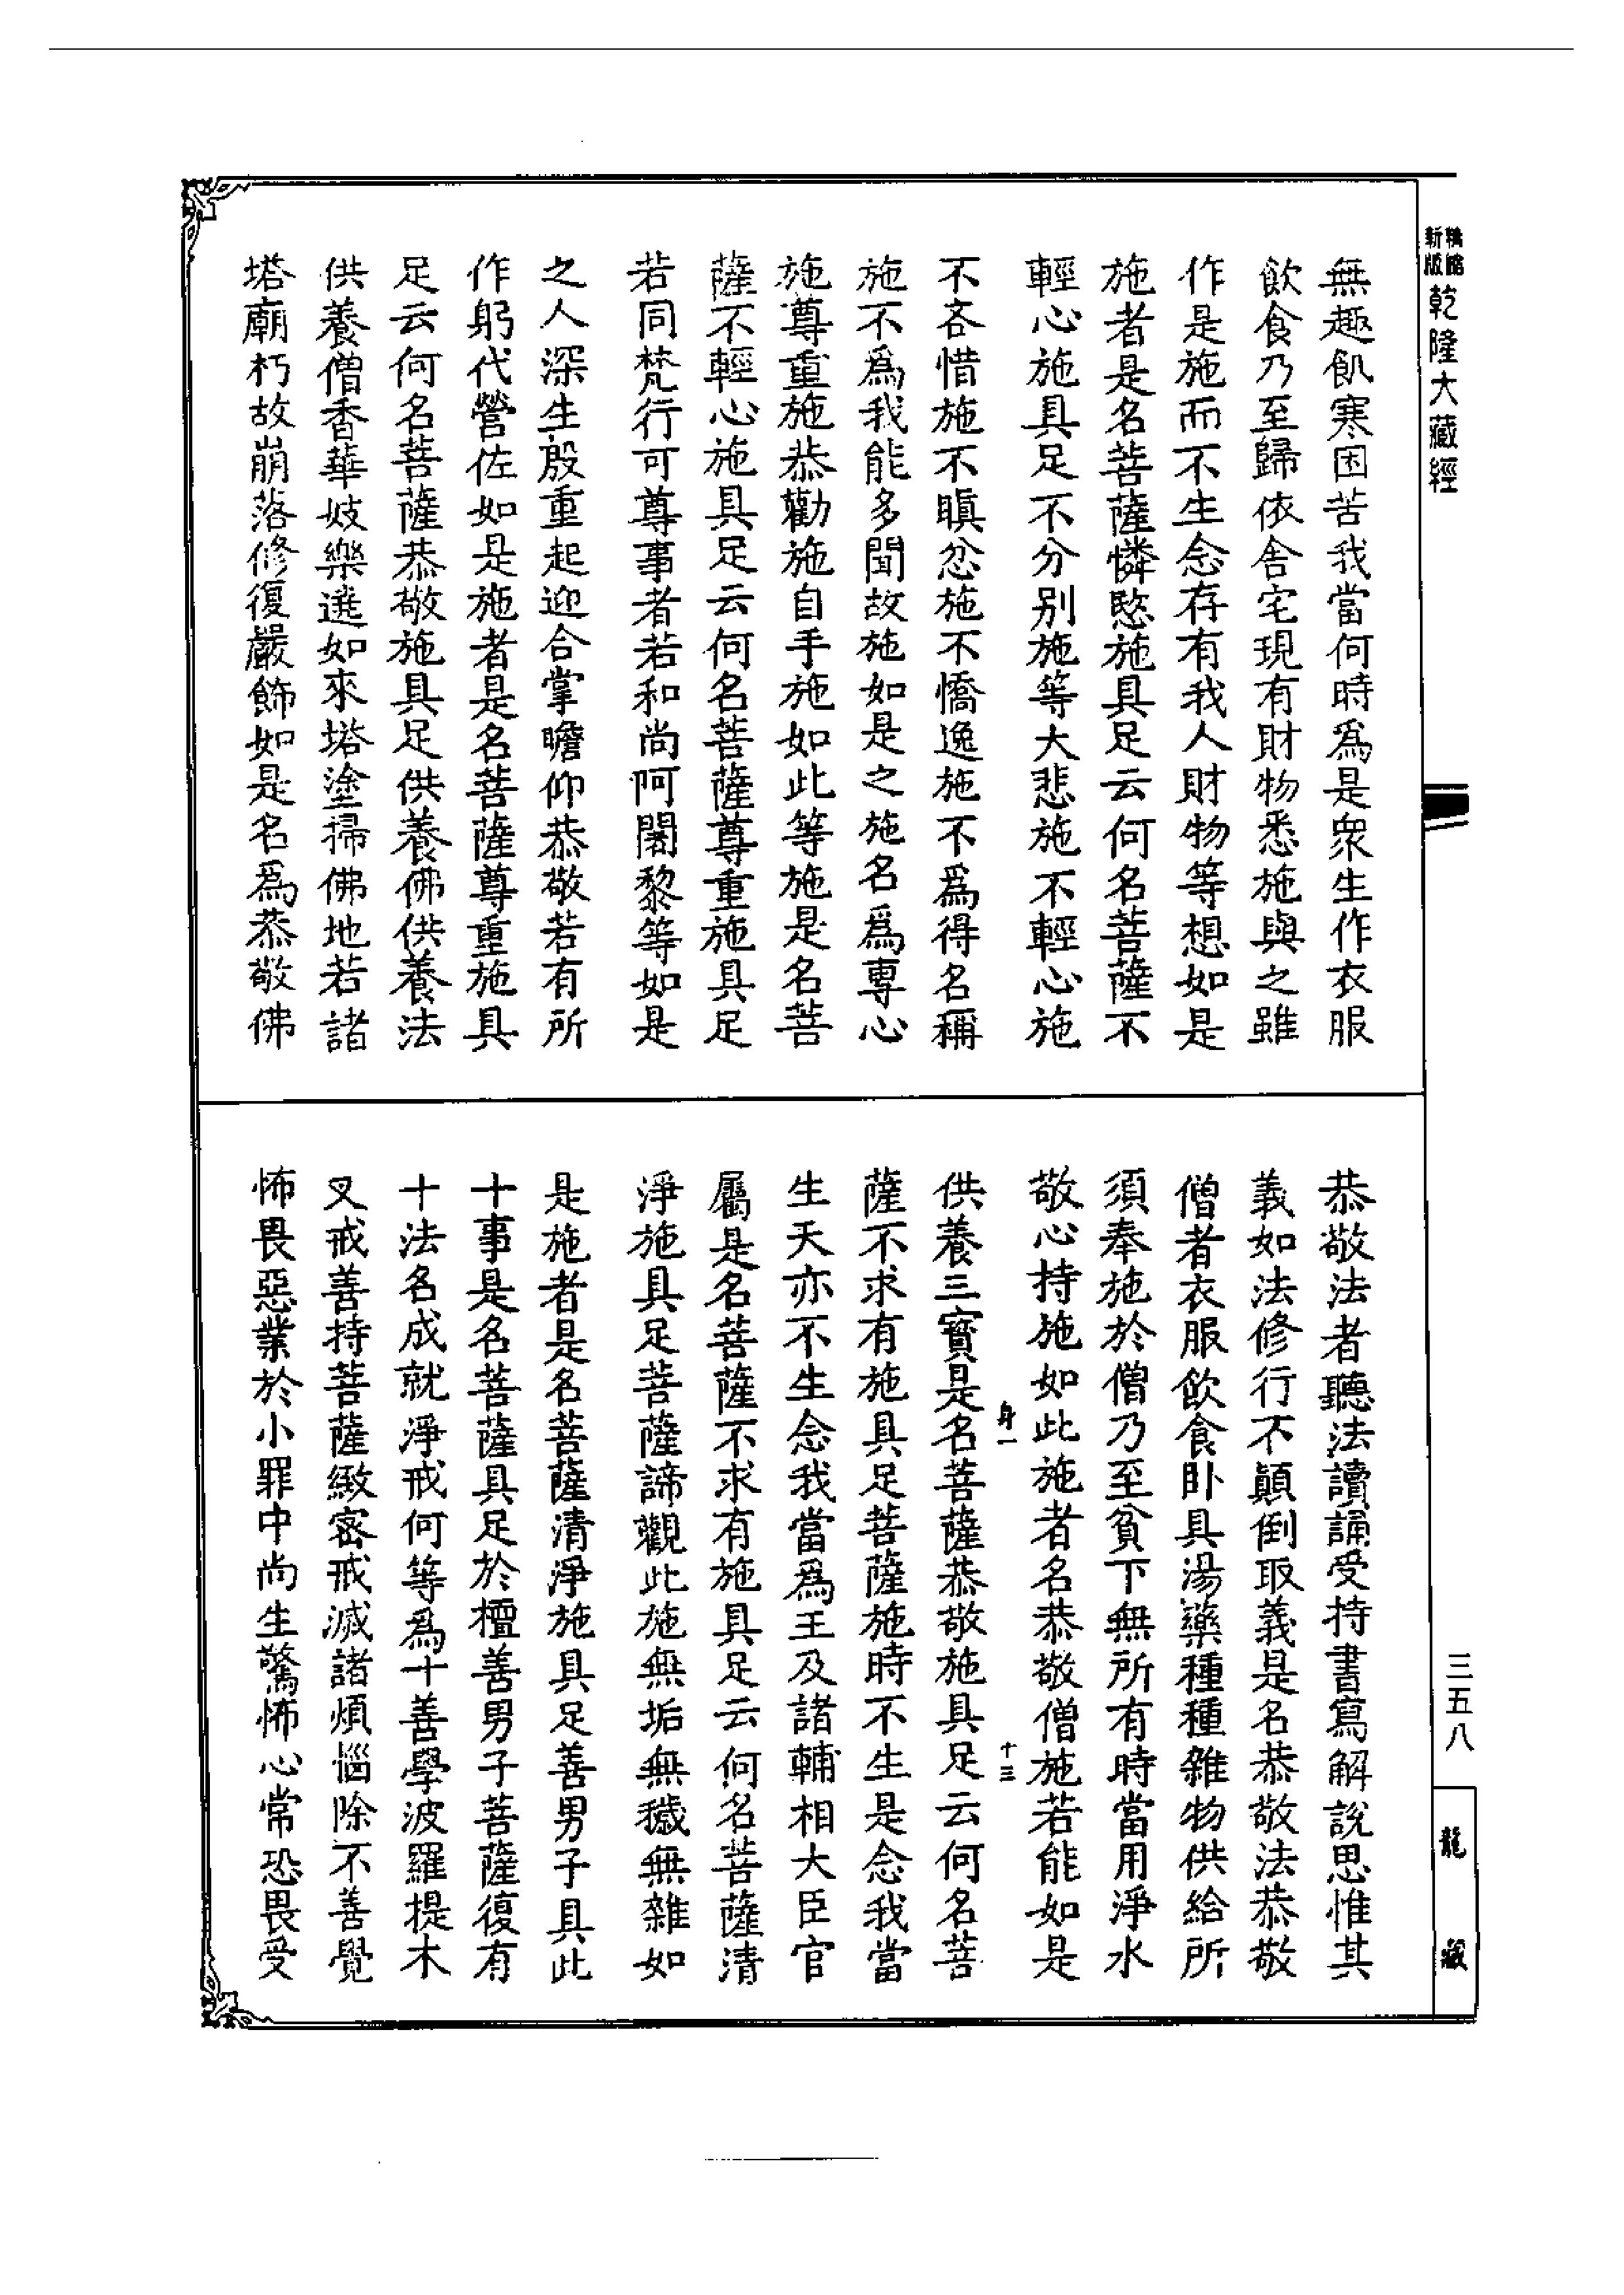 新版
精縮
乾隆大藏經
無趣飢寒困苦我當何時爲是衆生作衣服
飲食乃至歸依舍宅現有財物悉施與之雖
作是施而不生念存有我人財物等想如是
施者是名菩薩憐愍施具足云何名菩薩不
輕心施具足不分别施等大悲施不輕心施
不吝惜施不瞋忿施不憍逸施不爲得名稱
施不爲我能多聞故施如是之施名爲專心
施尊重施恭勸施自手施如此等施是名菩
薩不輕心施具足云何名菩薩尊重施具足
若同梵行可尊事者若和尚阿闍黎等如是
之人深生殷重起迎合掌瞻仰恭敬若有所
作躬代營佐如是施者是名菩薩尊重施具
足云何名菩薩恭敬施具足供養佛供養法
供養僧香華妓樂遶如來塔塗掃佛地若諸
塔廟朽故崩落修復嚴飾如是名爲恭敬佛
恭敬法者聽法讀誦受持書寫解說思惟其
義如法修行不顛倒取義是名恭敬法恭敬
僧者衣服飲食卧具湯藥種種雜物供給所
須奉施於僧乃至貧下無所有時當用淨水
敬心持施如此施者名恭敬僧施若能如是
身一
十三
供養三寳是名菩薩恭敬施具足云何名菩
薩不求有施具足菩薩施時不生是念我當
生天亦不生念我當爲王及諸輔相大臣官
屬是名菩薩不求有施具足云何名菩薩清
淨施具足菩薩諦觀此施無垢無穢無雜如
是施者是名菩薩清淨施具足善男子具此
十事是名菩薩具足於檀善男子菩薩復有
十法名成就淨戒何等爲十善學波羅提木
叉戒善持菩薩緻密戒滅諸煩惱除不善覺
怖畏惡業於小罪中尚生驚怖心常恐畏受
三五八
龍藏